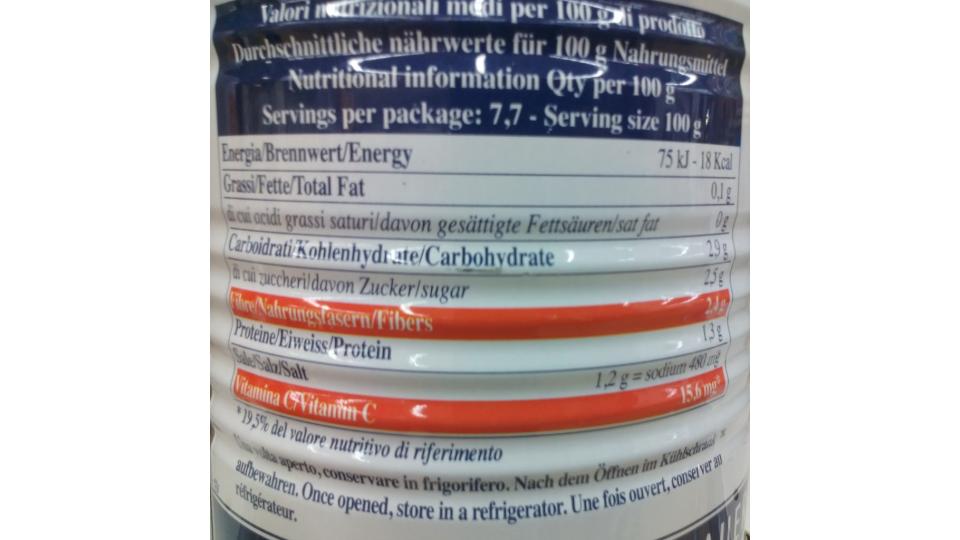 Valori nutrizionali medi per 100 g di prodotto
Durchschnittliche nährwerte für 100 g Nahrungsmittel
Nutritional information Qty per 100 g
Servings per package: 7,7 - Serving size 100 g
Energia/Brennwert/Energy 75 kJ - 18 Kcal
Grassi/Fette/Total Fat 0,1 g
di cui acidi grassi saturi/davon gesättigte Fettsäuren/sat fat 0 g
Carboidrati/Kohlenhydrate/Carbohydrate 2,9 g
di cui zuccheri/davon Zucker/sugar 2,5 g
Fibre/Nahrungsfasern/Fibers 2,4 g
Proteine/Eiweiss/Protein 1,3 g
Sale/Salz/Salt 1,2 g = sodium 480 mg
Vitamina C/Vitamin C 15,6 mg*
* 19,5% del valore nutritivo di riferimento
Una volta aperto, conservare in frigorifero. Nach dem Öffnen im Kühlschrank
aufbewahren. Once opened, store in a refrigerator. Une fois ouvert, conserver au
réfrigérateur.